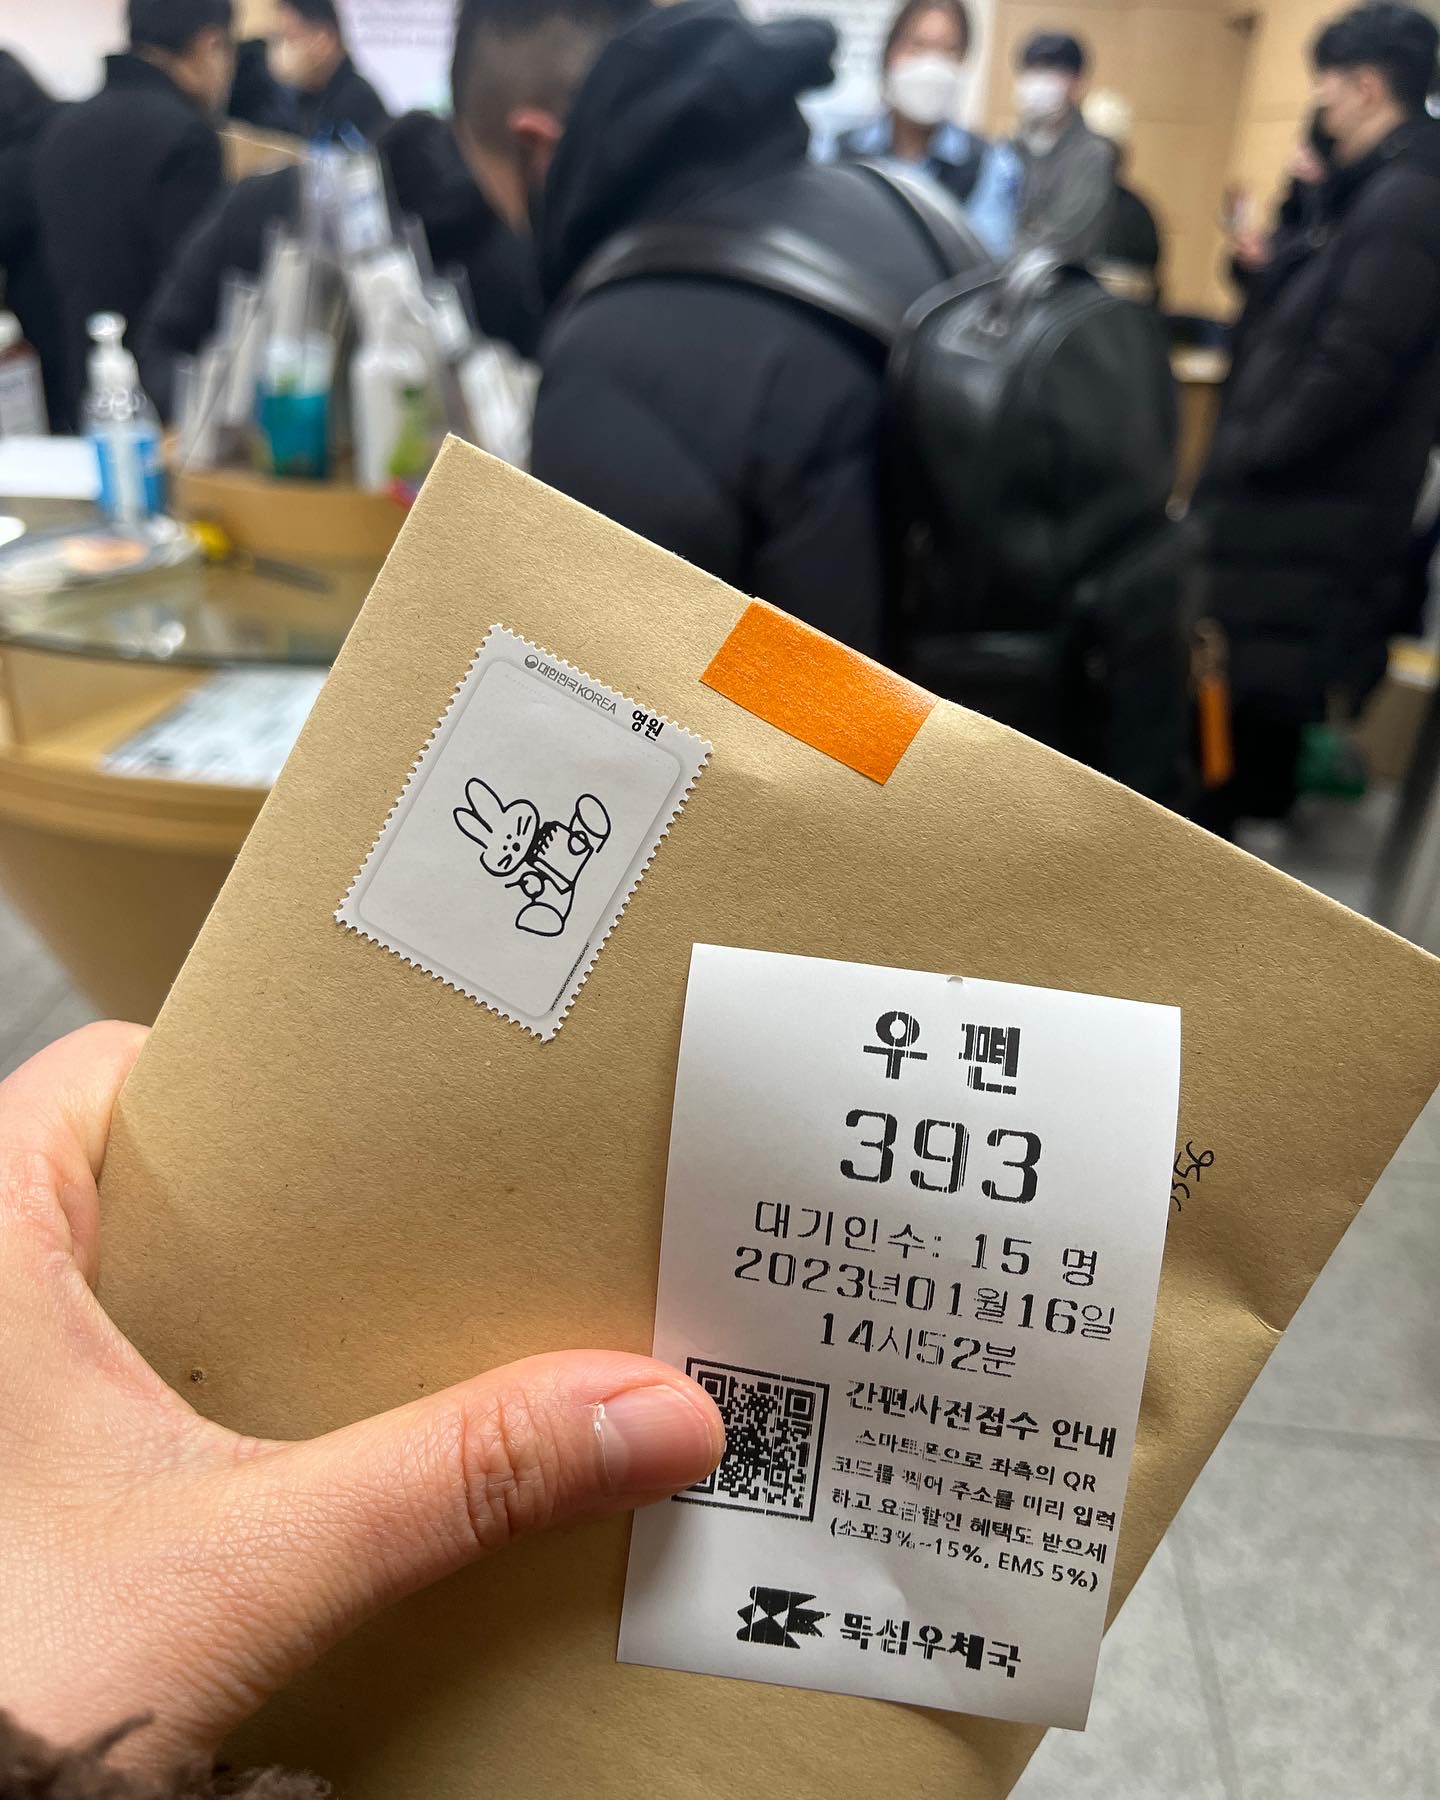 대한민국 KOREA
영원
우편
393
대기인수: 15 명
2023년01월16일
14시52분
간편사전접수 안내
스마트폰으로 좌측의 QR
코드를 찍어 주소를 미리 입력
하고 요금할인 혜택도 받으세
(소포3%~15%, EMS 5%)
뚝섬우체국